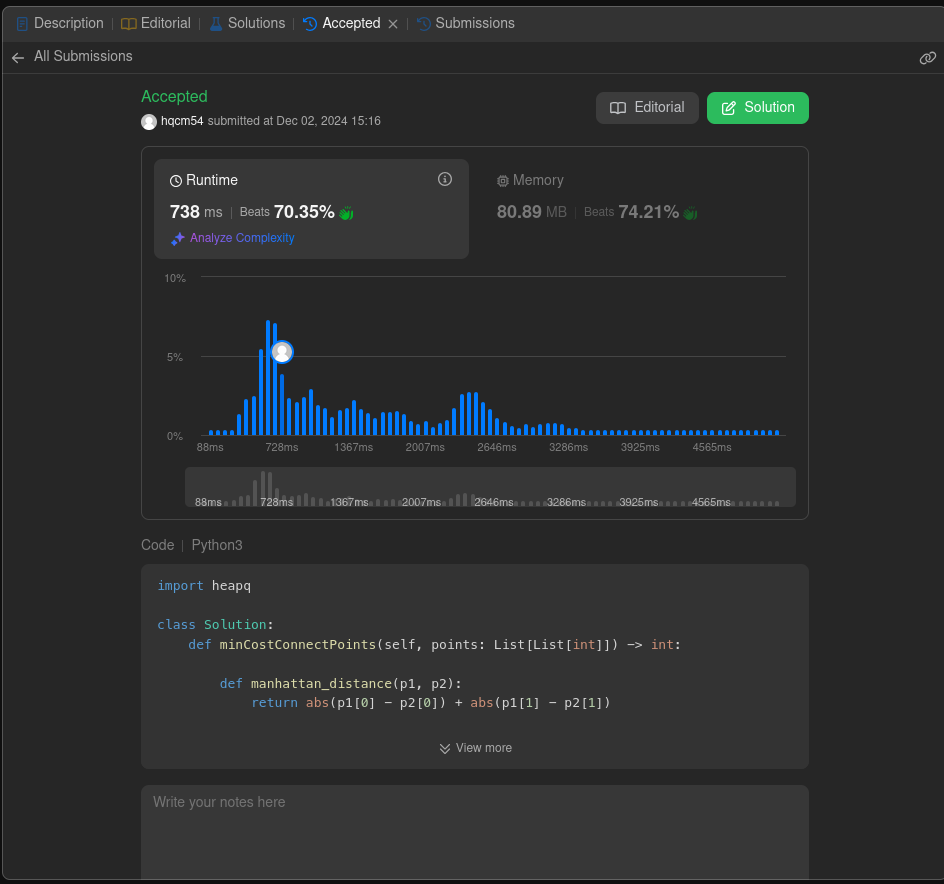 Description | Editorial | Solutions | Accepted × | Submissions
← All Submissions
Accepted
Editorial
Solution
hqcm54 submitted at Dec 02, 2024 15:16
Runtime
Memory
738 ms | Beats 70.35%
80.89 MB | Beats 74.21%
Analyze Complexity
10%
5%
0%
88ms 728ms 1367ms 2007ms 2646ms 3286ms 3925ms 4565ms
88ms 728ms 1367ms 2007ms 2646ms 3286ms 3925ms 4565ms
Code | Python3
import heapq
class Solution:
    def minCostConnectPoints(self, points: List[List[int]]) -> int:
        def manhattan_distance(p1, p2):
            return abs(p1[0] - p2[0]) + abs(p1[1] - p2[1])
View more
Write your notes here